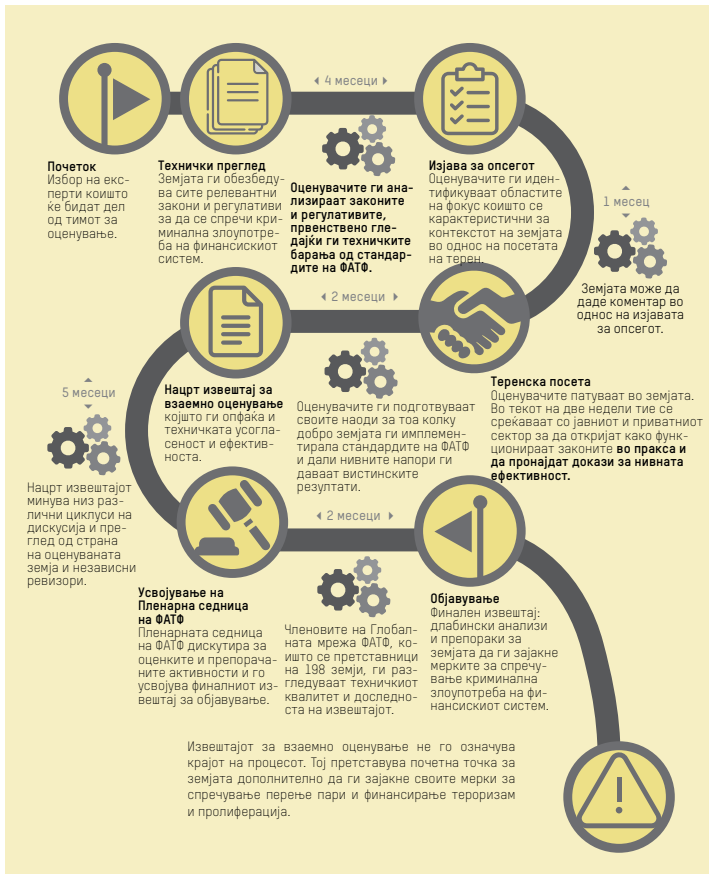 4 месеци
Почеток
Избор на екс-
перти коишто
ќе бидат дел
од тимот за
оценување.
Технички преглед
Земјата ги обезбеду-
ва сите релевантни
закони и регулативи
за да се спречи кри-
минална злоупотре-
ба на финансискиот
систем.
Оценувачите ги ана-
лизираат законите
и регулативите,
првенствено гле-
дајќи ги техничките
барања од стандар-
дите на ФАТФ.
Изјава за опсегот
Оценувачите ги иден-
тификуваат областите
на фокус коишто се
карактеристични за
контекстот на земјата
во однос на посетата
на терен.
1 месец
Земјата може да
даде коментар во
однос на изјавата
за опсегот.
2 месеци
Теренска посета
Оценувачите патуваат во земјата.
Во текот на две недели тие се
среќаваат со јавниот и приватниот
сектор за да откријат како функ-
ционираат законите во пракса и
да пронајдат докази за нивната
ефективност.
Оценувачите ги подготвуваат
своите наоди за тоа колку
добро земјата ги имплемен-
тирала стандардите на ФАТФ
и дали нивните напори ги
даваат вистинските
резултати.
Нацрт извештај за
взаемно оценување
којшто ги опфаќа и
техничката усогла-
сеност и ефектив-
носта.
5 месеци
Нацрт извештајот
минува низ раз-
лични циклуси на
дискусија и пре-
глед од страна
на оценуваната
земја и независни
ревизори.
2 месеци
Усвојување на
Пленарна седница
на ФАТФ
Пленарната седница
на ФАТФ дискутира за
оценките и препорача-
ните активности и го
усвојува финалниот из-
вештај за објавување.
Членовите на Глобал-
ната мрежа ФАТФ, ко-
ишто се претставници
на 198 земји, ги раз-
гледуваат техничкиот
квалитет и доследно-
ста на извештајот.
Објавување
Финален извештај:
длабински анализи
и препораки за
земјата да ги зајакне
мерките за спречу-
вање криминална
злоупотреба на фи-
нансискиот систем.
Извештајот за взаемно оценување не го означува
крајот на процесот. Тој претставува почетна точка за
земјата дополнително да ги зајакне своите мерки за
спречување перење пари и финансирање тероризам
и пролиферација.